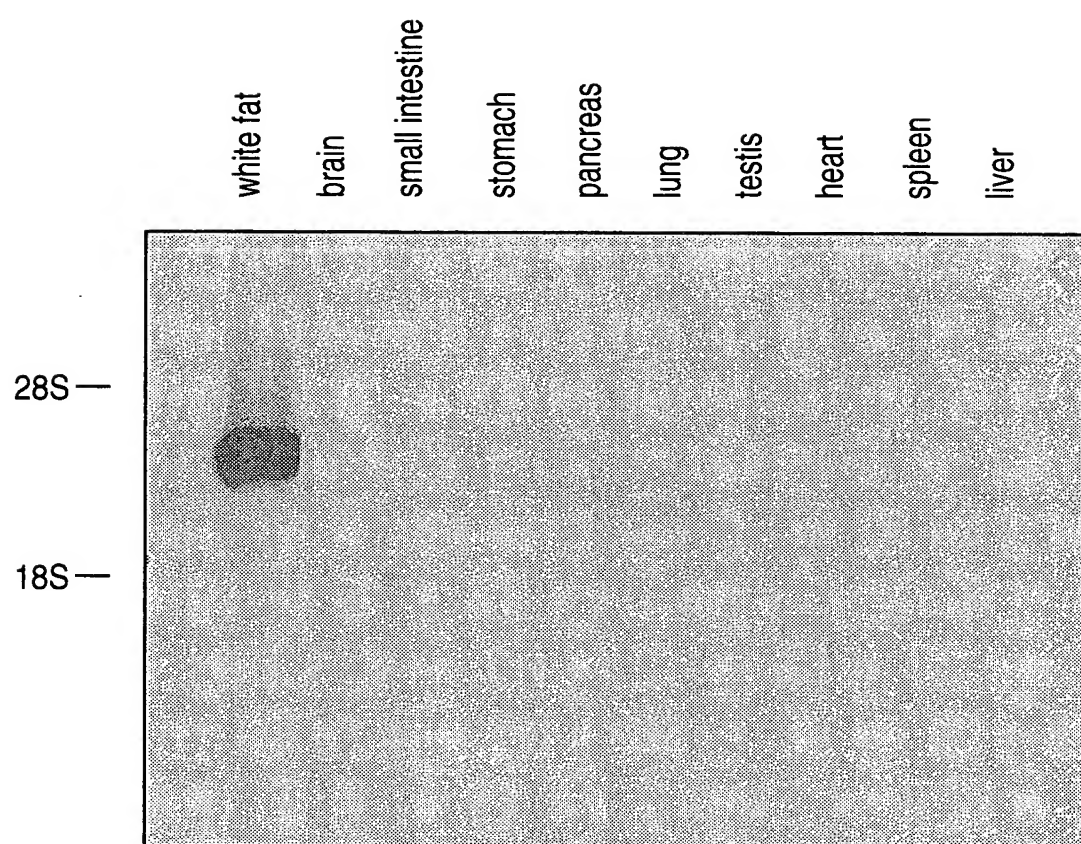 white fat
brain
small intestine
stomach
pancreas
lung
testis
heart
spleen
liver
28S
18S